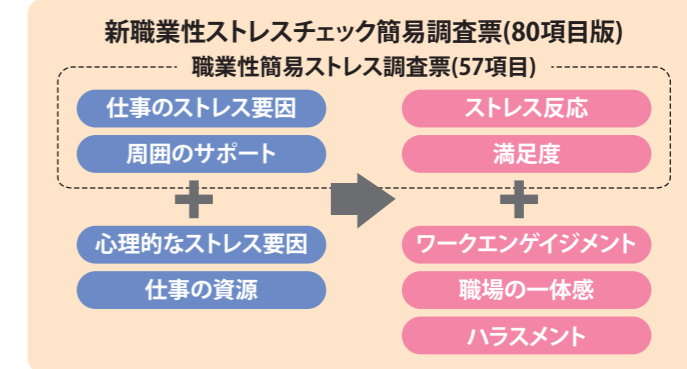 新職業性ストレスチェック簡易調査票(80項目版)
職業性簡易ストレス調査票(57項目)
仕事のストレス要因
周囲のサポート
ストレス反応
満足度
心理的なストレス要因
仕事の資源
ワークエンゲイジメント
職場の一体感
ハラスメント